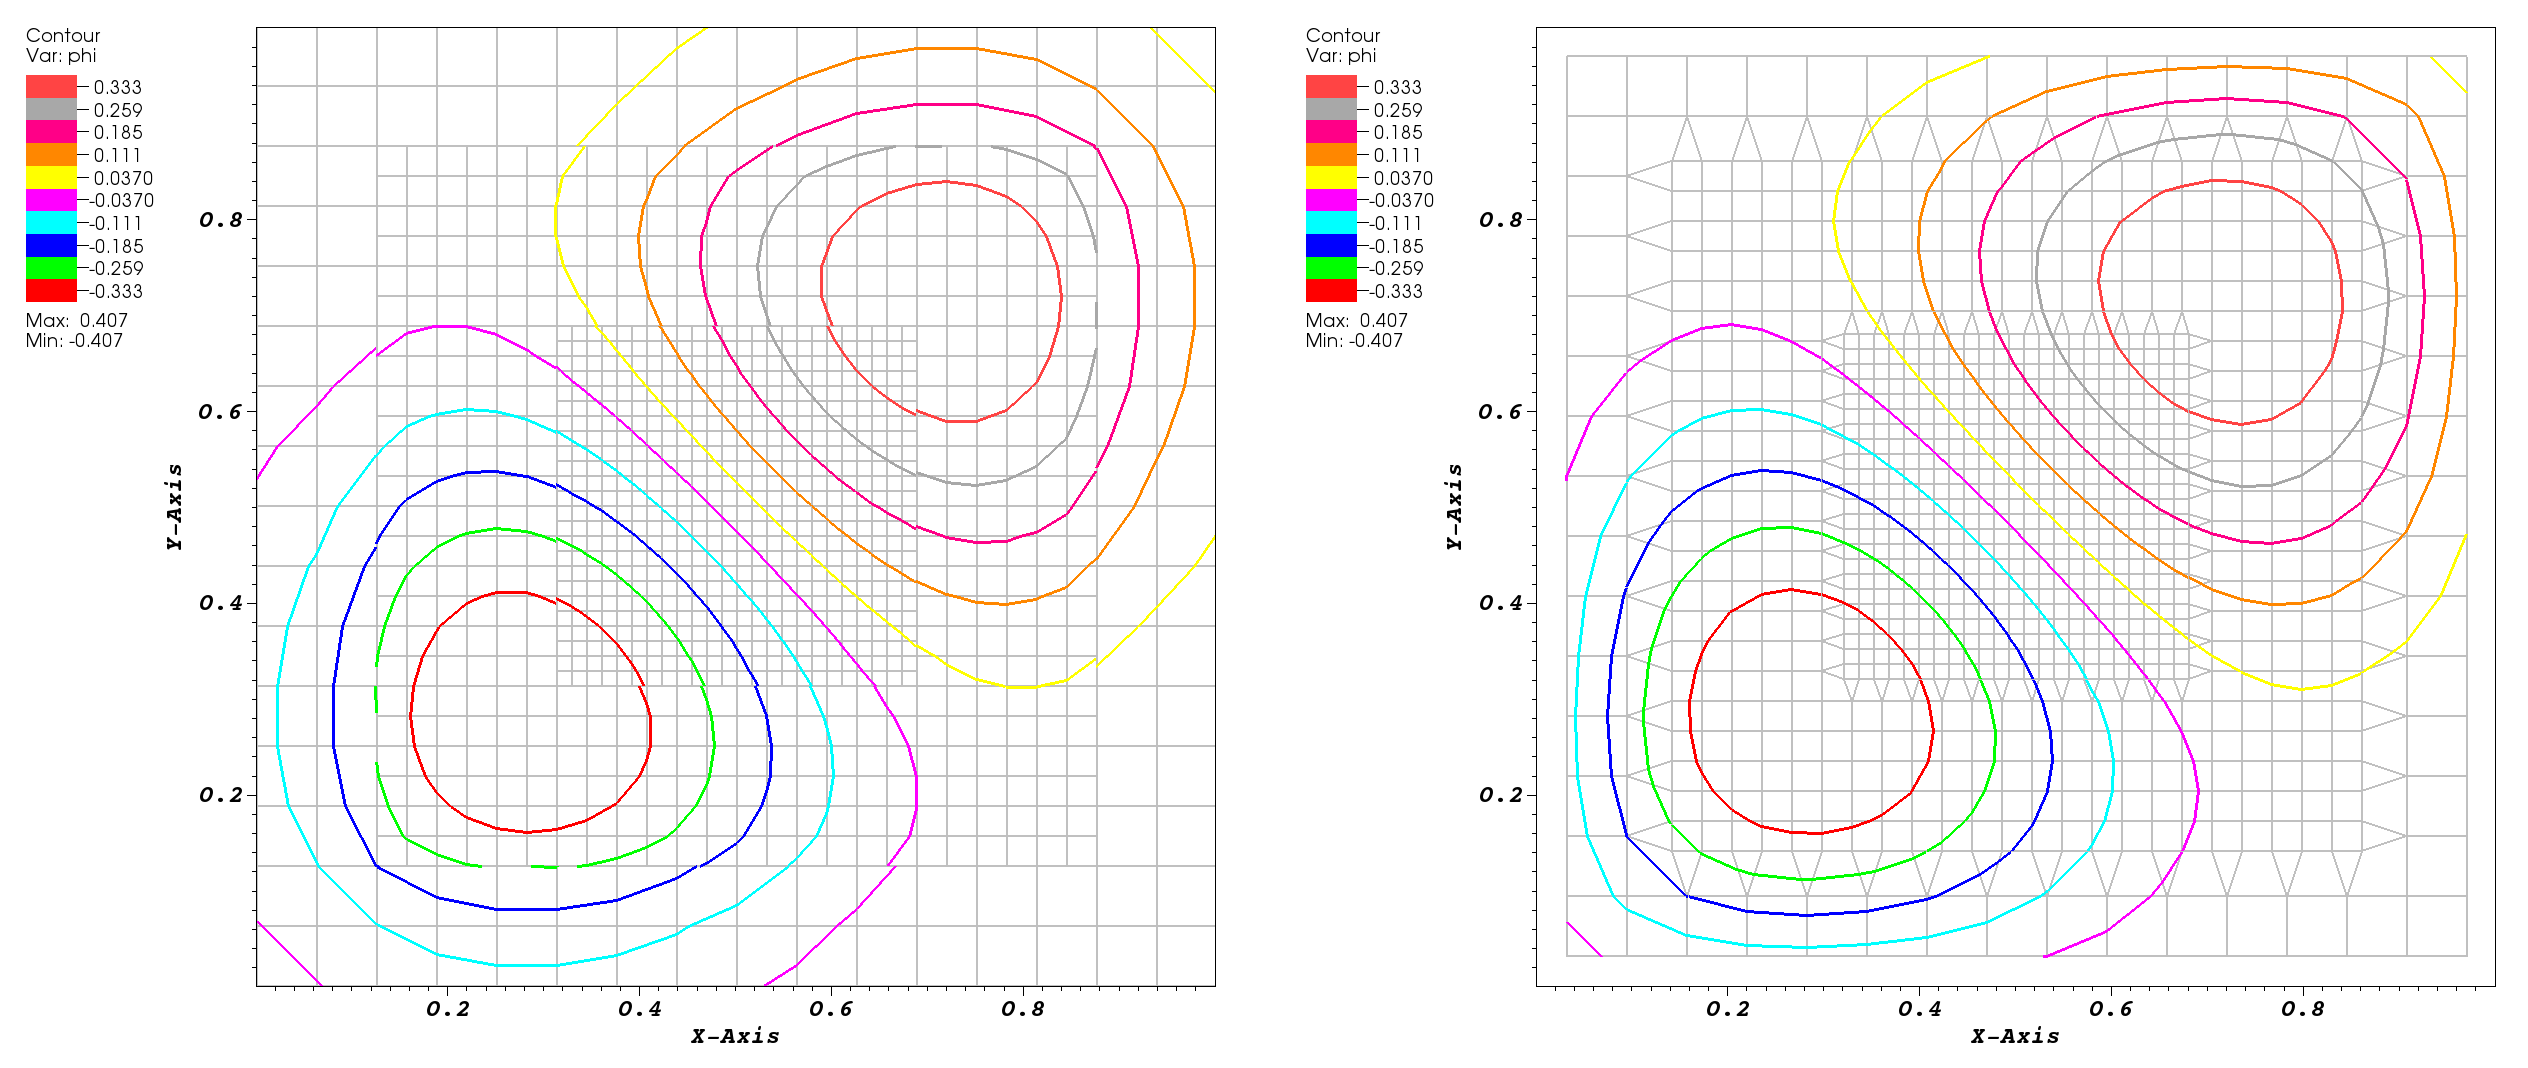 Contour
Var: phi
0.333
0.259
0.185
0.111
0.0370
-0.0370
-0.111
-0.185
-0.259
-0.333
Max: 0.407
Min: -0.407
Y-Axis
0.8
0.6
0.4
0.2
0.2 0.4 0.6 0.8
X-Axis
Contour
Var: phi
0.333
0.259
0.185
0.111
0.0370
-0.0370
-0.111
-0.185
-0.259
-0.333
Max: 0.407
Min: -0.407
Y-Axis
0.8
0.6
0.4
0.2
0.2 0.4 0.6 0.8
X-Axis